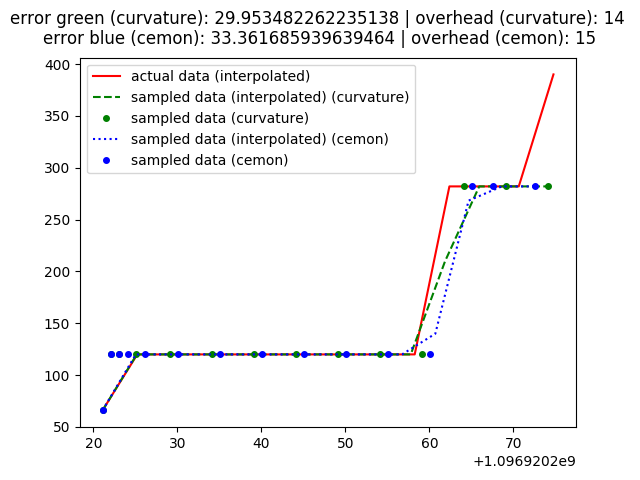 error green (curvature): 29.953482262235138 | overhead (curvature): 14
error blue (cemon): 33.361685939639464 | overhead (cemon): 15
400
350
300
250
200
150
100
50
actual data (interpolated)
sampled data (interpolated) (curvature)
sampled data (curvature)
sampled data (interpolated) (cemon)
sampled data (cemon)
20 30 40 50 60 70
+1.0969202e9